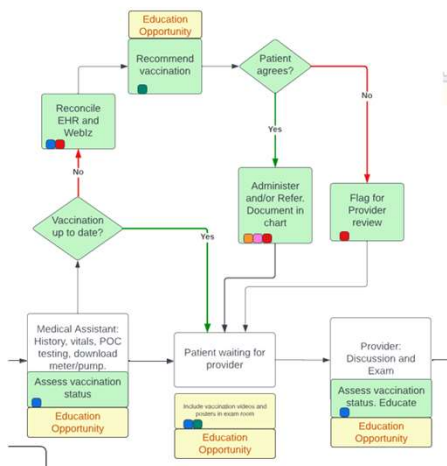 Education
Opportunity
Recommend
vaccination
Patient
agrees?
No
Reconcile
EHR and
WebIz
Yes
No
Administer
and/or Refer.
Document in
chart
Flag for
Provider
review
Vaccination
up to date?
Yes
Medical Assistant:
History, vitals, POC
testing, download
meter/pump.
Assess vaccination
status
Education
Opportunity
Patient waiting for
provider
Include vaccination videos and
posters in exam room
Education
Opportunity
Provider:
Discussion and
Exam
Assess vaccination
status. Educate
Education
Opportunity